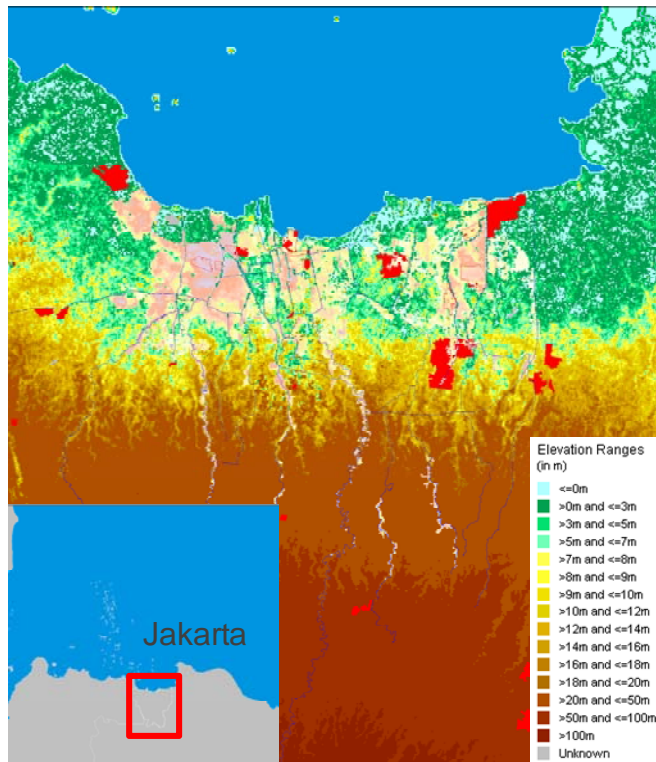 Jakarta
Elevation Ranges
(in m)
<=0m
>0m and <=3m
>3m and <=5m
>5m and <=7m
>7m and <=8m
>8m and <=9m
>9m and <=10m
>10m and <=12m
>12m and <=14m
>14m and <=16m
>16m and <=18m
>18m and <=20m
>20m and <=50m
>50m and <=100m
>100m
Unknown